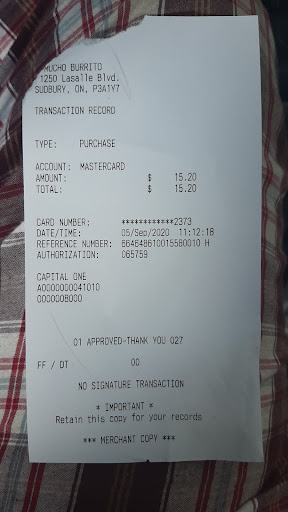 MUCHO BURRITO
1250 Lasalle Blvd.
SUDBURY, ON, P3A1Y7
TRANSACTION RECORD
TYPE: PURCHASE
ACCOUNT: MASTERCARD
AMOUNT: $ 15.20
TOTAL: $ 15.20
CARD NUMBER: ************2373
DATE/TIME: 05/Sep/2020 11:12:18
REFERENCE NUMBER: 664648610015580010 H
AUTHORIZATION: 065759
CAPITAL ONE
A0000000041010
0000008000
01 APPROVED-THANK YOU 027
FF / DT 00
NO SIGNATURE TRANSACTION
* IMPORTANT *
Retain this copy for your records
*** MERCHANT COPY ***